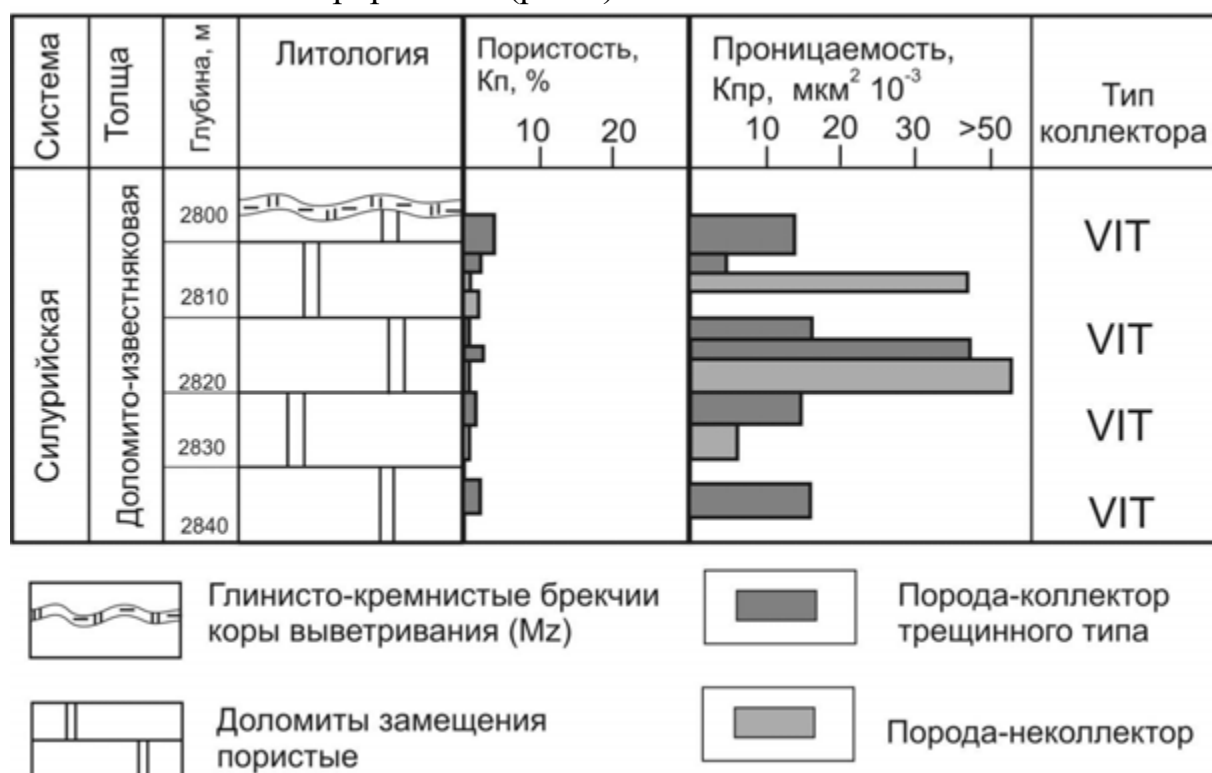 Система
Толща
Глубина, м
Литология
Пористость,
Кп, %
10 20
Проницаемость,
Кпр, мкм² 10⁻³
10 20 30 >50
Тип
коллектора
Силурийская
Доломито-известняковая
2800
2810
2820
2830
2840
VIT
VIT
VIT
VIT
Глинисто-кремнистые брекчии
коры выветривания (Mz)
Порода-коллектор
трещинного типа
Доломиты замещения
пористые
Порода-неколлектор